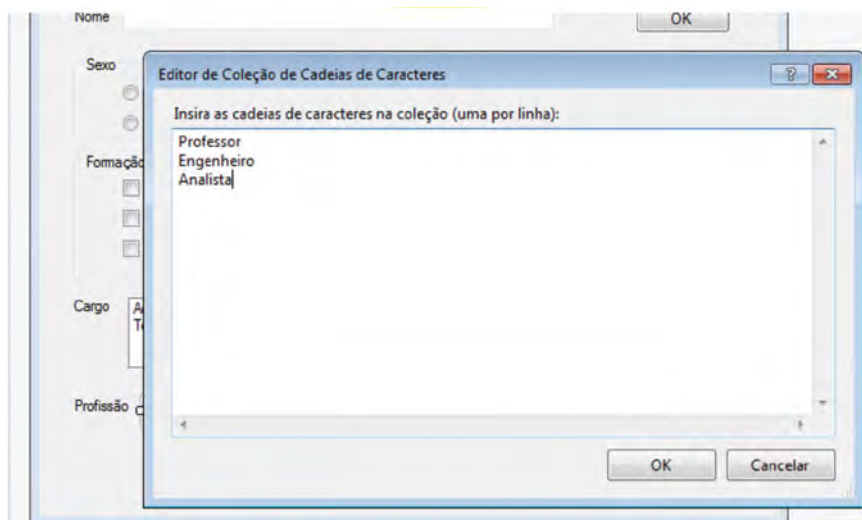 Nome
OK
Sexo
Editor de Coleção de Cadeias de Caracteres
Insira as cadeias de caracteres na coleção (uma por linha):
Professor
Engenheiro
Analista
Formação
Cargo
Profissão
OK
Cancelar